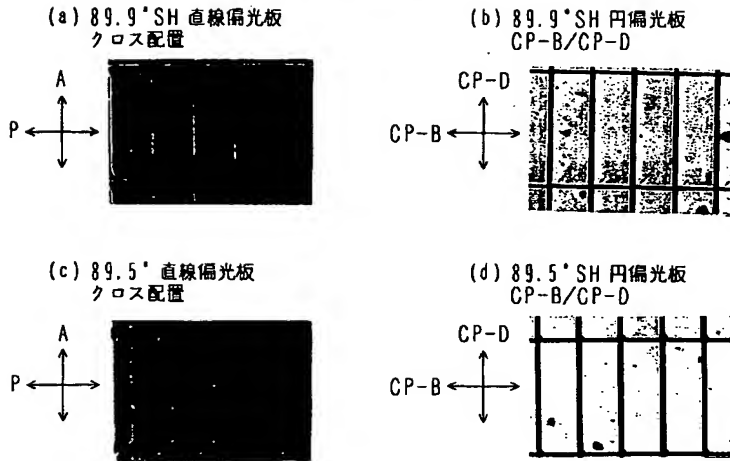 (a) 89.9°SH 直線偏光板
クロス配置
A
P
(b) 89.9°SH 円偏光板
CP-B/CP-D
CP-D
CP-B
(c) 89.5° 直線偏光板
クロス配置
A
P
(d) 89.5°SH 円偏光板
CP-B/CP-D
CP-D
CP-B